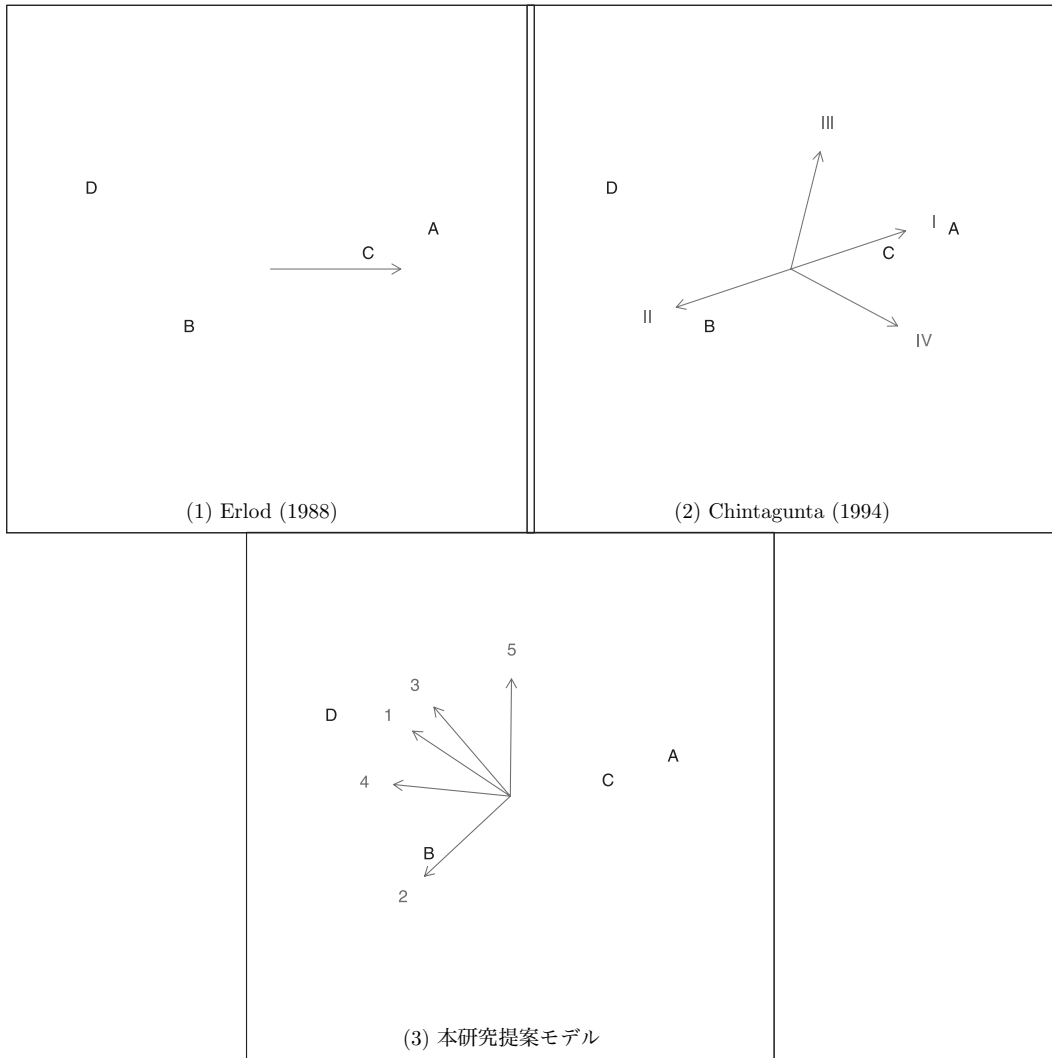 D
A
C
B
(1) Erlod (1988)
III
D
I
A
C
II
B
IV
(2) Chintagunta (1994)
5
3
D
1
A
4
C
B
2
(3) 本研究提案モデル